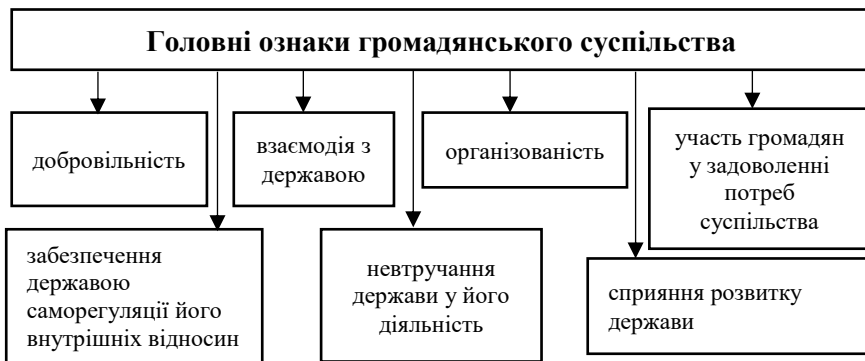 Головні ознаки громадянського суспільства
добровільність
взаємодія з
державою
організованість
участь громадян
у задоволенні
потреб
суспільства
забезпечення
державою
саморегуляції його
внутрішніх відносин
невтручання
держави у його
діяльність
сприяння розвитку
держави